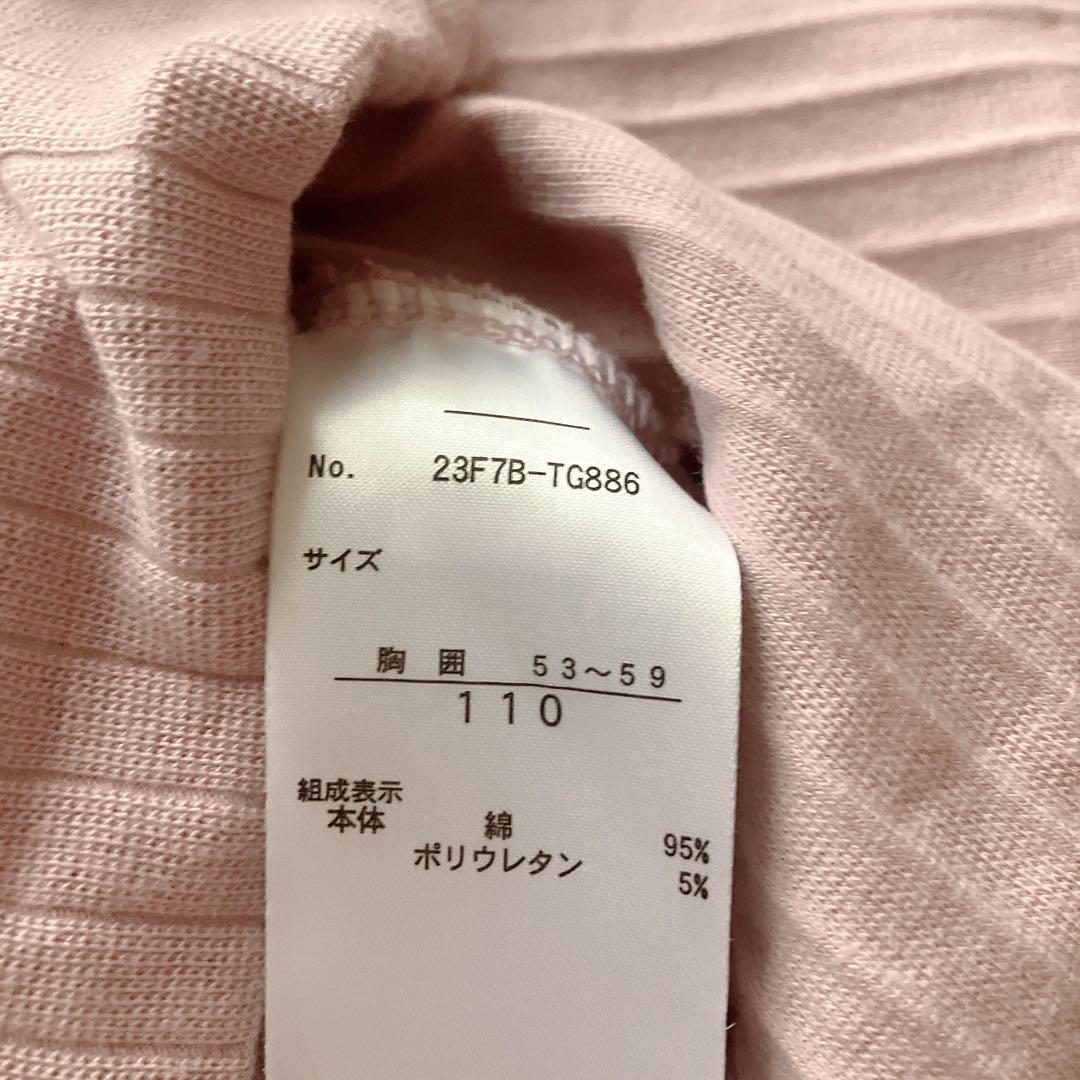 No. 23F7B-TG886
サイズ
胸 囲 53～59
110
組成表示
本体 綿 95%
ポリウレタン 5%